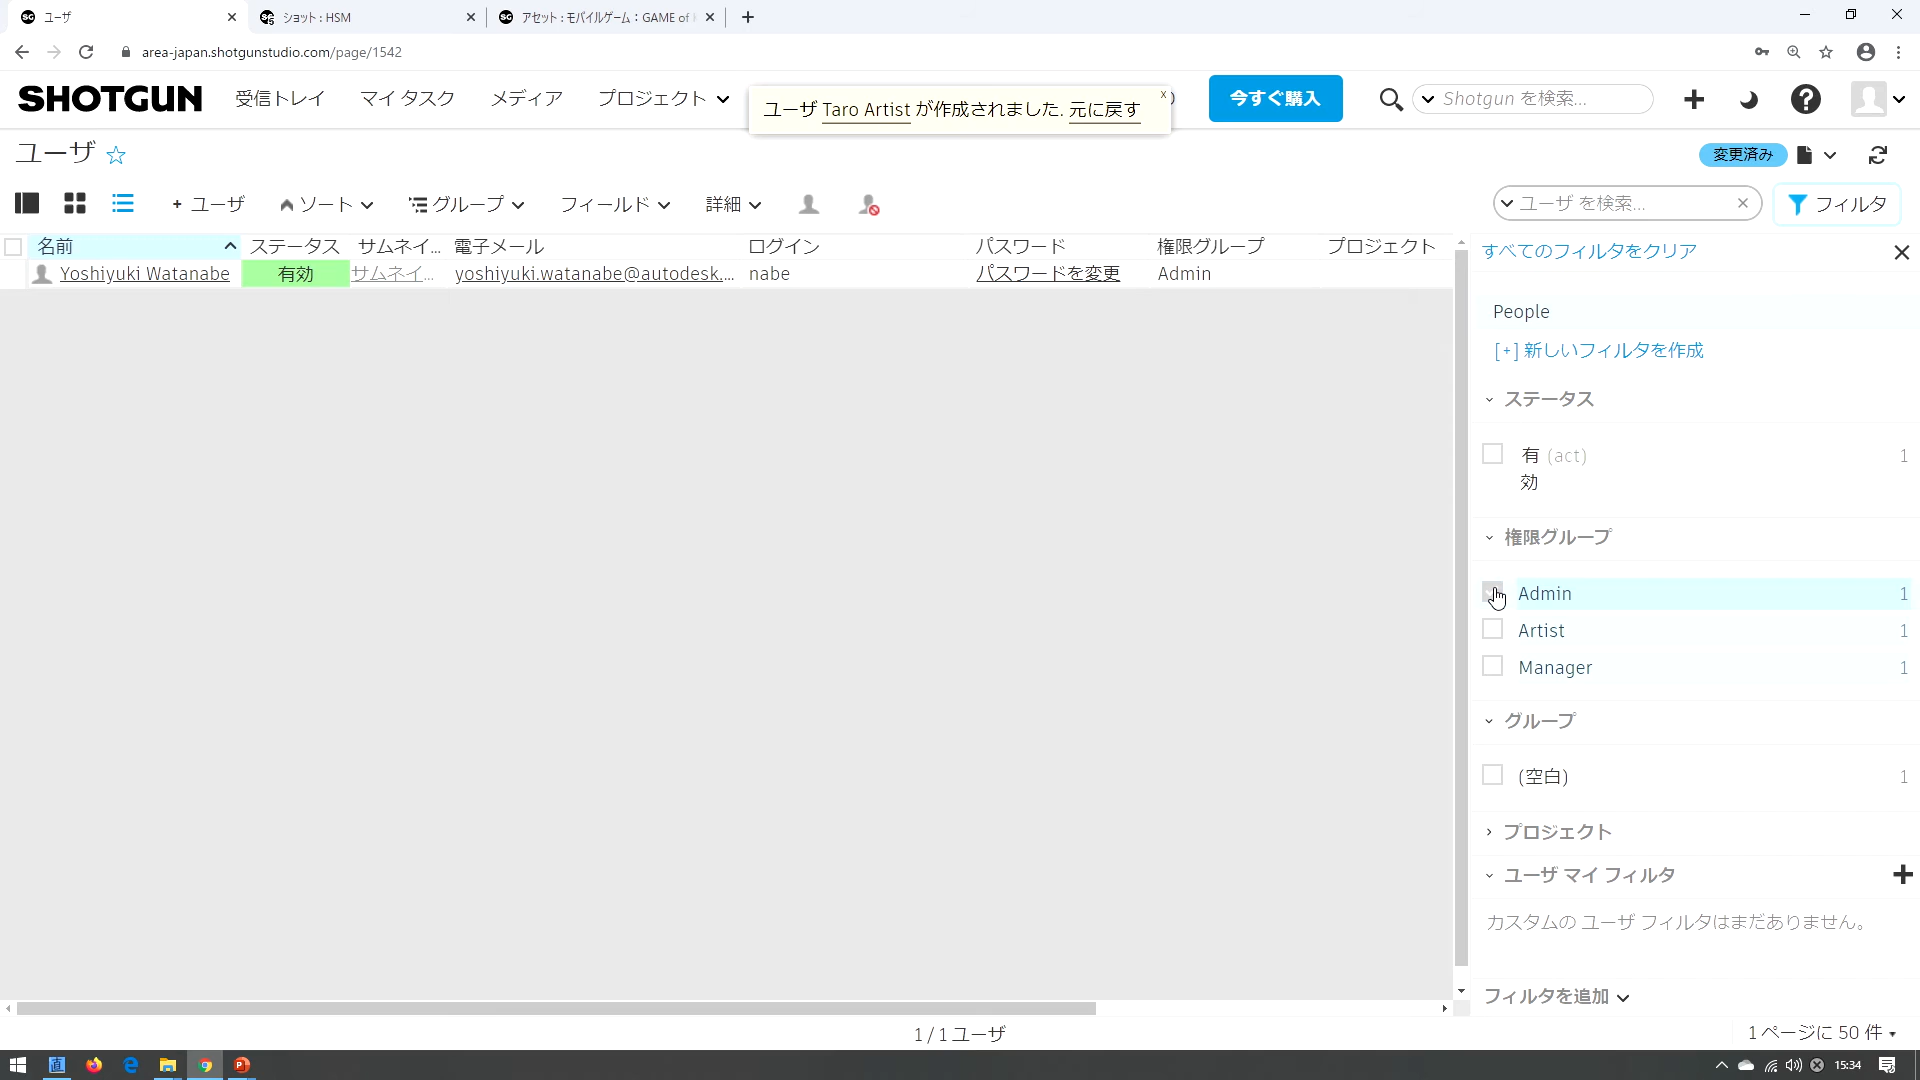 ユーザ
ショット : HSM
アセット : モバイルゲーム：GAME of
area-japan.shotgunstudio.com/page/1542
SHOTGUN
受信トレイ
マイ タスク
メディア
プロジェクト
ユーザ Taro Artist が作成されました. 元に戻す
x
今すぐ購入
Shotgun を検索...
ユーザ
変更済み
+ ユーザ
ソート
グループ
フィールド
詳細
ユーザ を検索...
フィルタ
名前
ステータス
サムネイ...
電子メール
ログイン
パスワード
権限グループ
プロジェクト
Yoshiyuki Watanabe
有効
サムネイ...
yoshiyuki.watanabe@autodesk....
nabe
パスワードを変更
Admin
すべてのフィルタをクリア
People
[+] 新しいフィルタを作成
ステータス
有効 (act) 1
権限グループ
Admin 1
Artist 1
Manager 1
グループ
(空白) 1
プロジェクト
ユーザ マイ フィルタ
カスタムの ユーザ フィルタはまだありません。
フィルタを追加
1 / 1 ユーザ
1 ページに 50 件
直
15:34